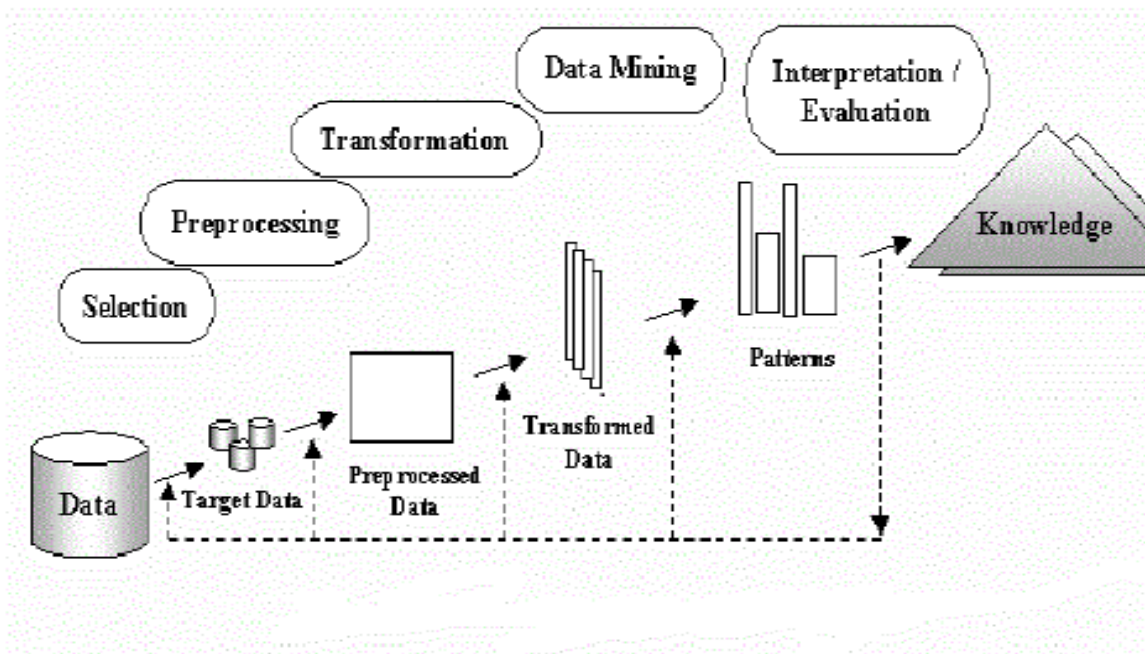 Data Mining
Interpretation /
Evaluation
Transformation
Preprocessing
Selection
Knowledge
Patterns
Transformed
Data
Preprocessed
Data
Target Data
Data